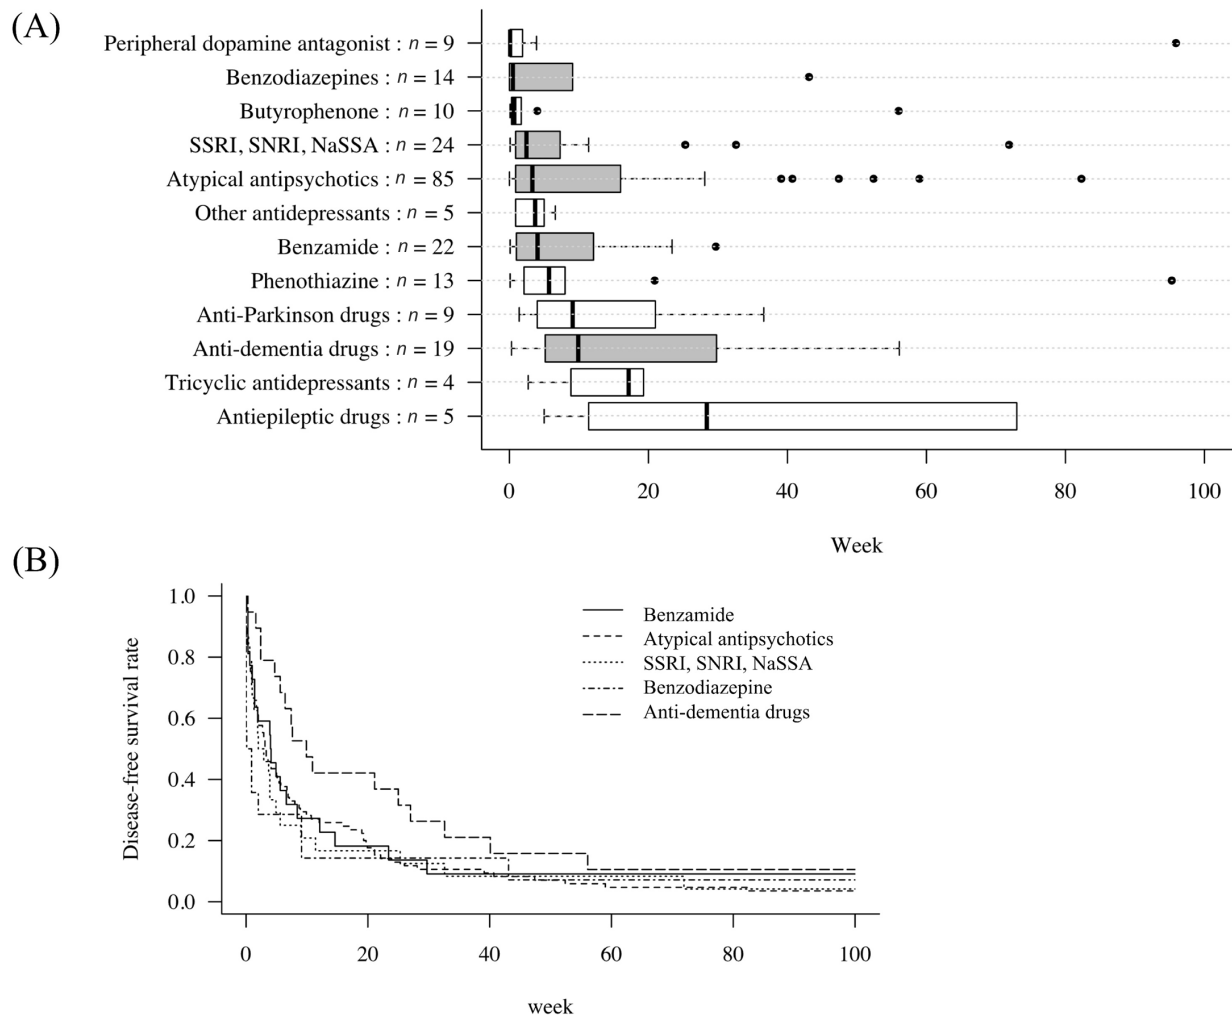 (A)
Peripheral dopamine antagonist : n = 9
Benzodiazepines : n = 14
Butyrophenone : n = 10
SSRI, SNRI, NaSSA : n = 24
Atypical antipsychotics : n = 85
Other antidepressants : n = 5
Benzamide : n = 22
Phenothiazine : n = 13
Anti-Parkinson drugs : n = 9
Anti-dementia drugs : n = 19
Tricyclic antidepressants : n = 4
Antiepileptic drugs : n = 5
0 20 40 60 80 100
Week
(B)
Disease-free survival rate
1.0
0.8
0.6
0.4
0.2
0.0
Benzamide
Atypical antipsychotics
SSRI, SNRI, NaSSA
Benzodiazepine
Anti-dementia drugs
0 20 40 60 80 100
week